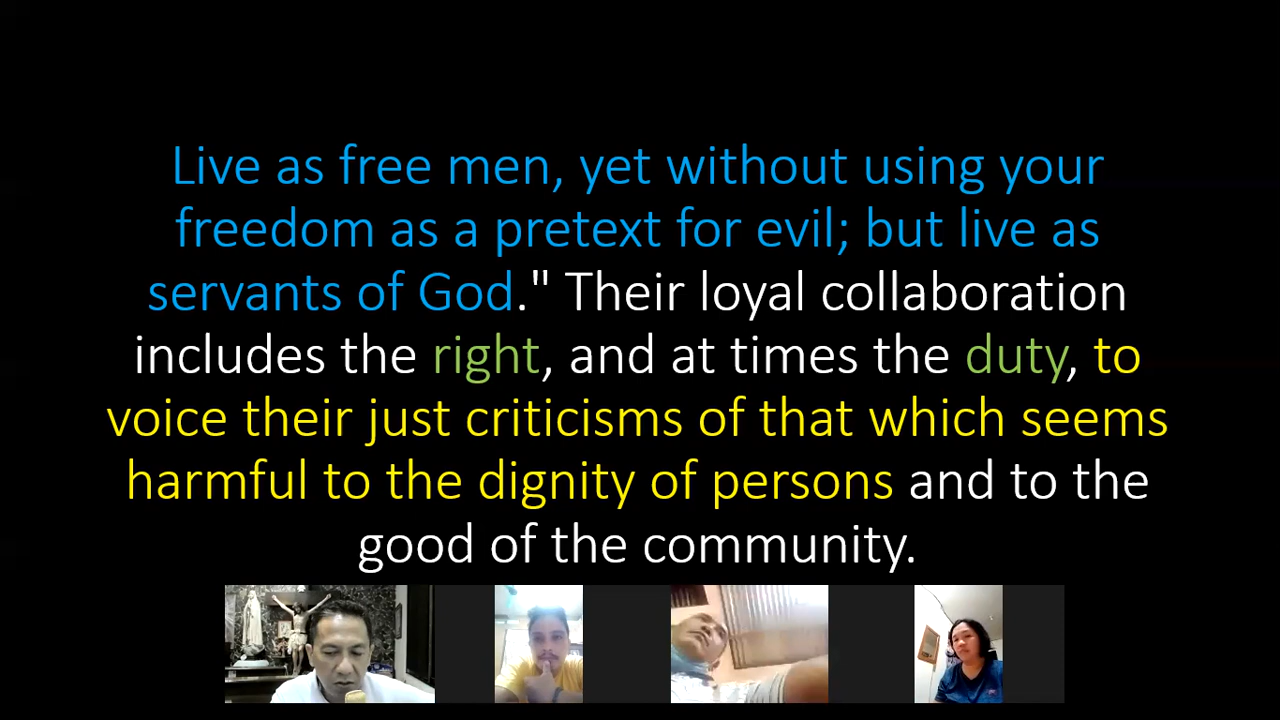 Live as free men, yet without using your
freedom as a pretext for evil; but live as
servants of God." Their loyal collaboration
includes the right, and at times the duty, to
voice their just criticisms of that which seems
harmful to the dignity of persons and to the
good of the community.